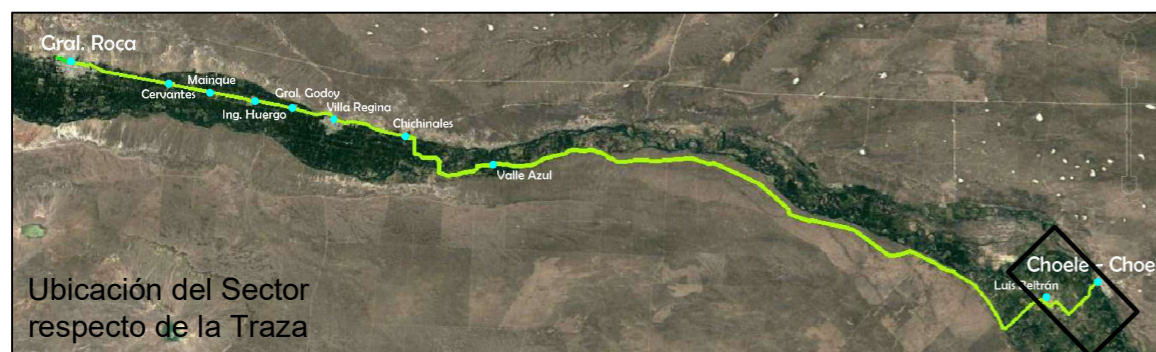 Gral. Roca
Mainque
Cervantes
Gral. Godoy
Ing. Huergo
Villa Regina
Chichinales
Valle Azul
Choele - Choe
Luis Beltrán
Ubicación del Sector
respecto de la Traza